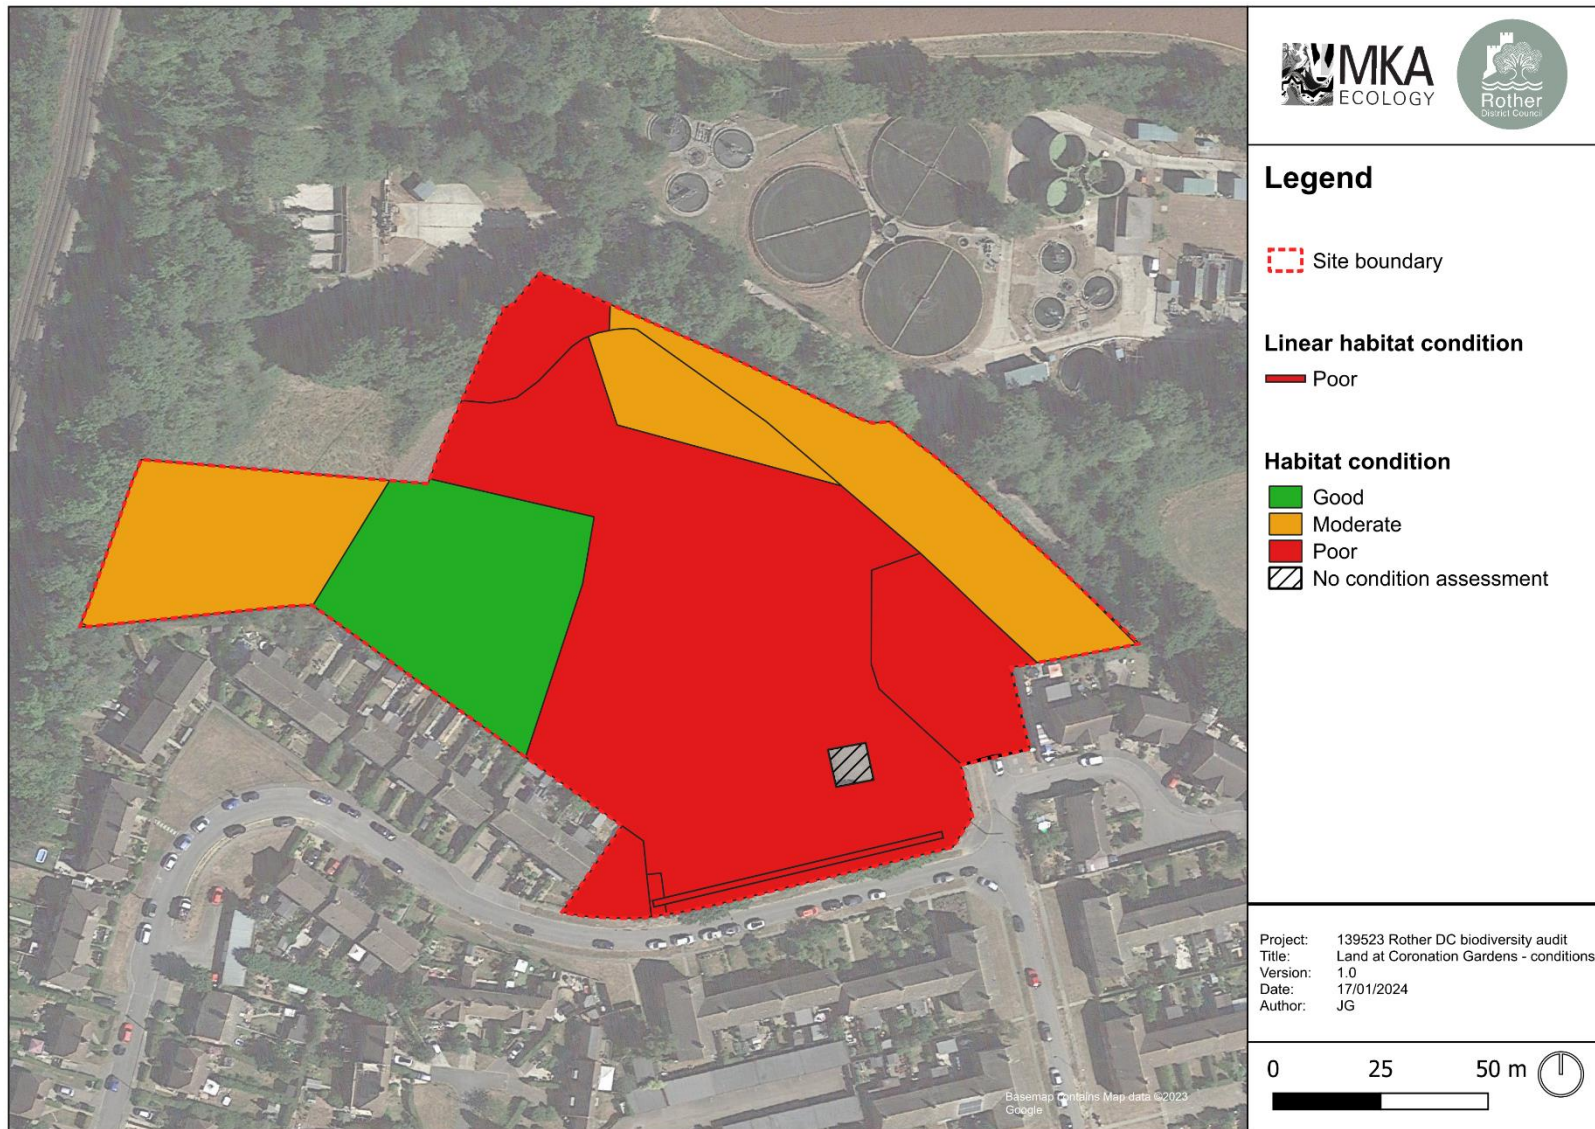 MKA
ECOLOGY
Rother
District Council
Legend
Site boundary
Linear habitat condition
Poor
Habitat condition
Good
Moderate
Poor
No condition assessment
Project: 139523 Rother DC biodiversity audit
Title: Land at Coronation Gardens - conditions
Version: 1.0
Date: 17/01/2024
Author: JG
0 25 50 m
Basemap contains Map data ©2023
Google